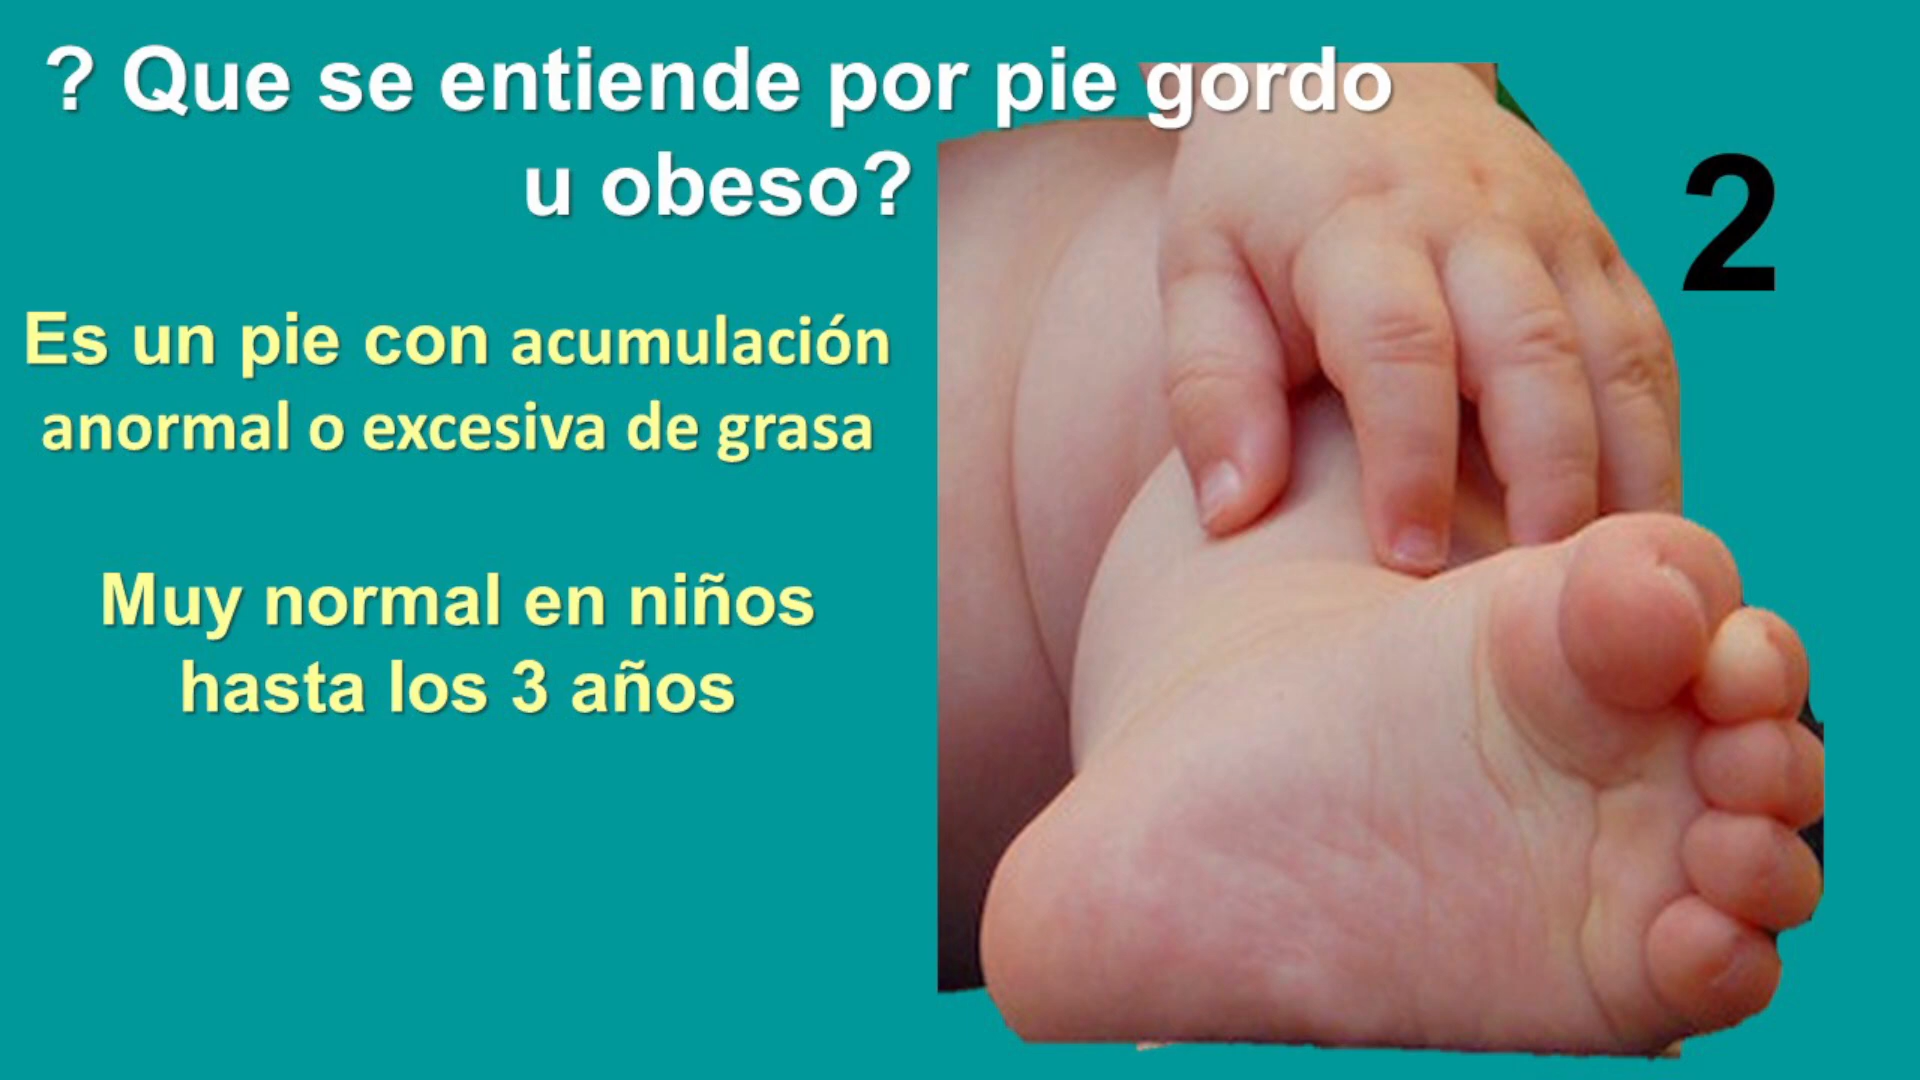 ? Que se entiende por pie gordo
u obeso?
2
Es un pie con acumulación
anormal o excesiva de grasa
Muy normal en niños
hasta los 3 años